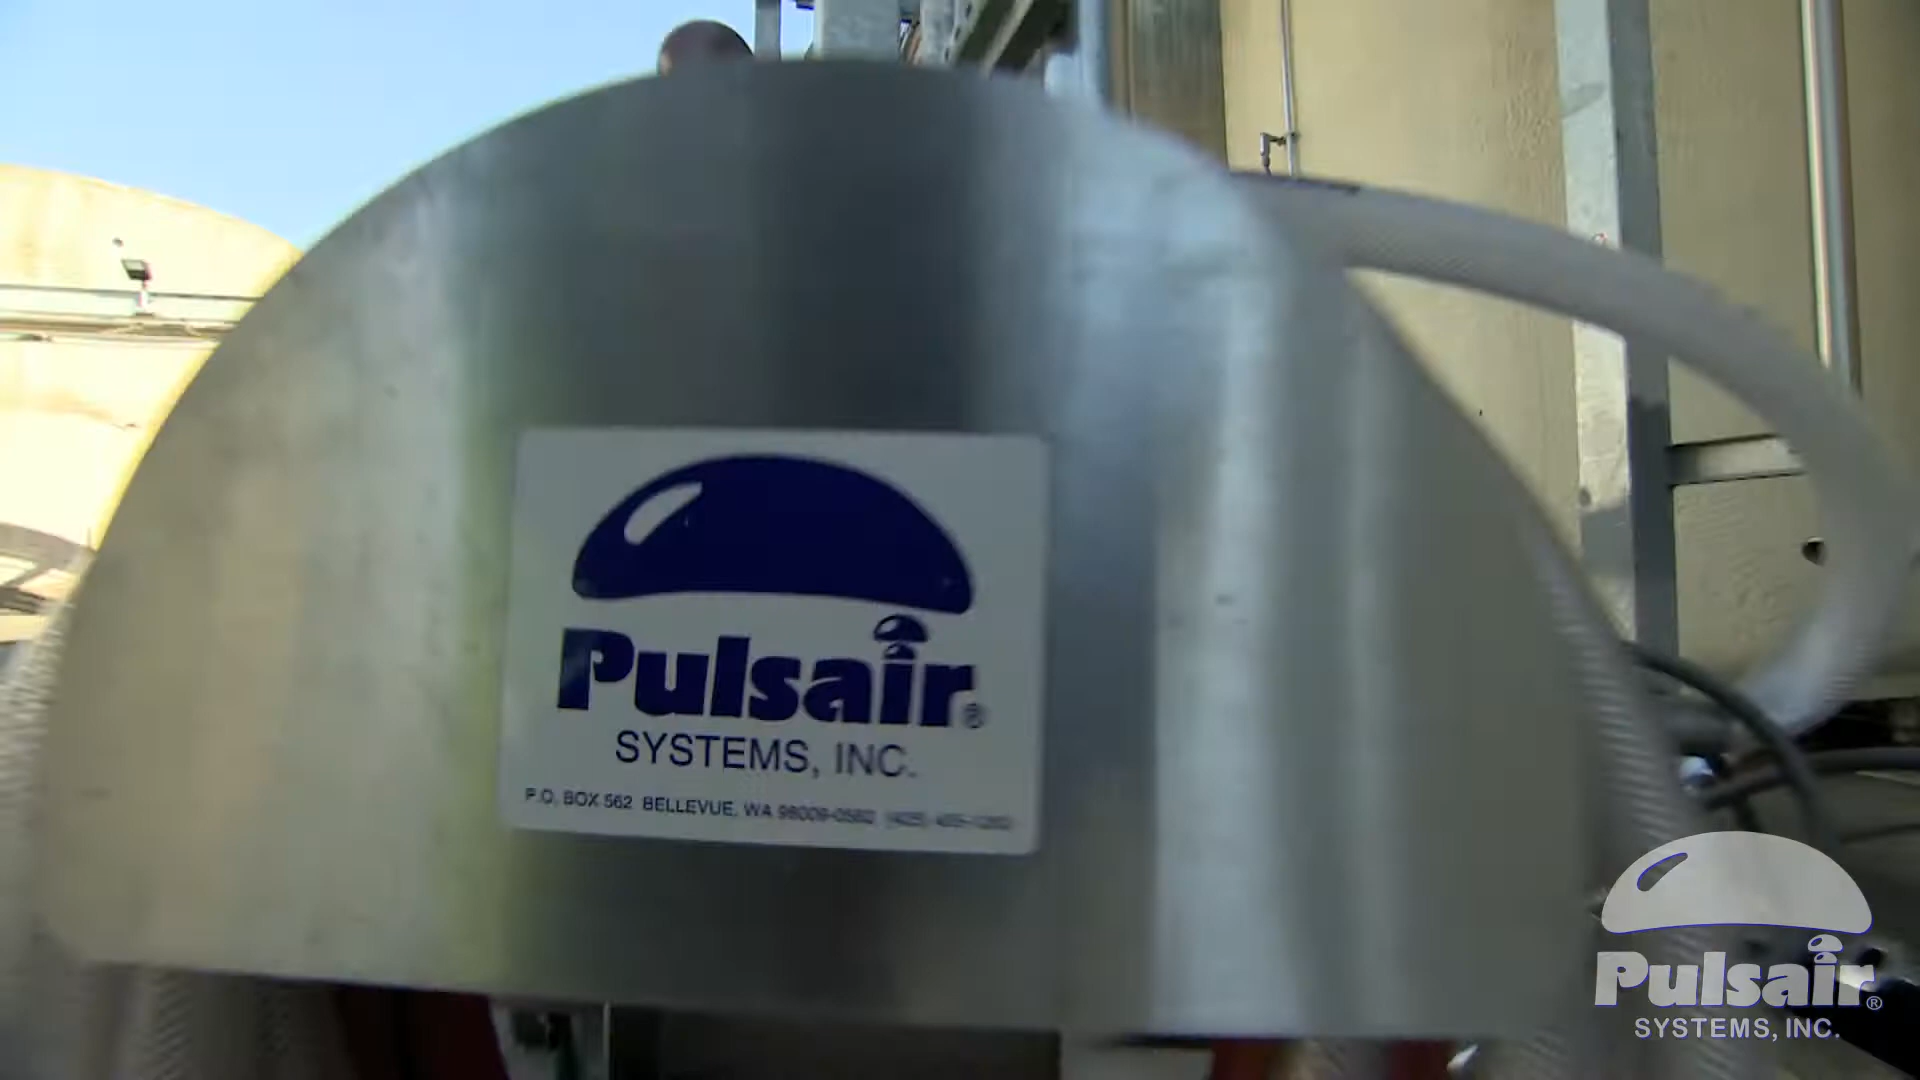 Pulsair®
SYSTEMS, INC.
P.O. BOX 562 BELLEVUE, WA
Pulsair®
SYSTEMS, INC.